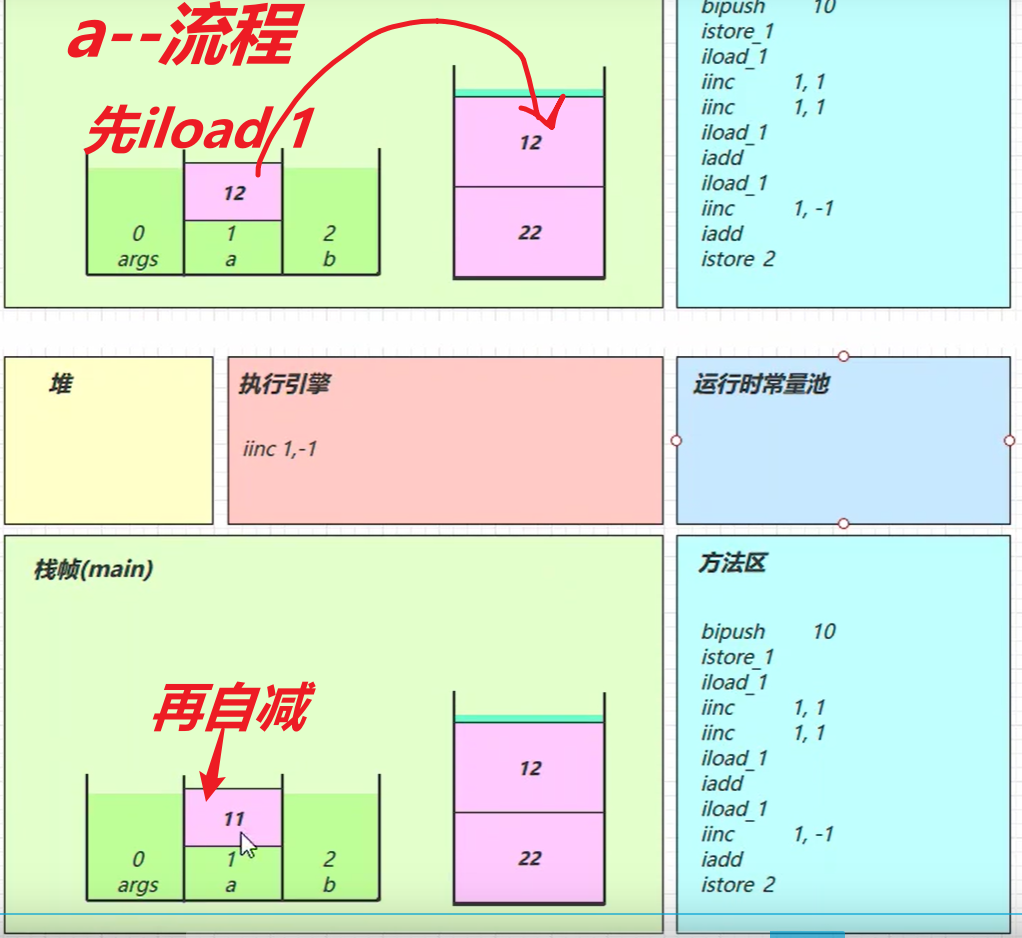 a--流程
先iload 1
12
0
1
2
args
a
b
12
22
bipush 10
istore_1
iload_1
iinc 1, 1
iinc 1, 1
iload_1
iadd
iload_1
iinc 1, -1
iadd
istore 2
堆
执行引擎
iinc 1,-1
运行时常量池
栈帧(main)
再自减
11
0
1
2
args
a
b
12
22
方法区
bipush 10
istore_1
iload_1
iinc 1, 1
iinc 1, 1
iload_1
iadd
iload_1
iinc 1, -1
iadd
istore 2